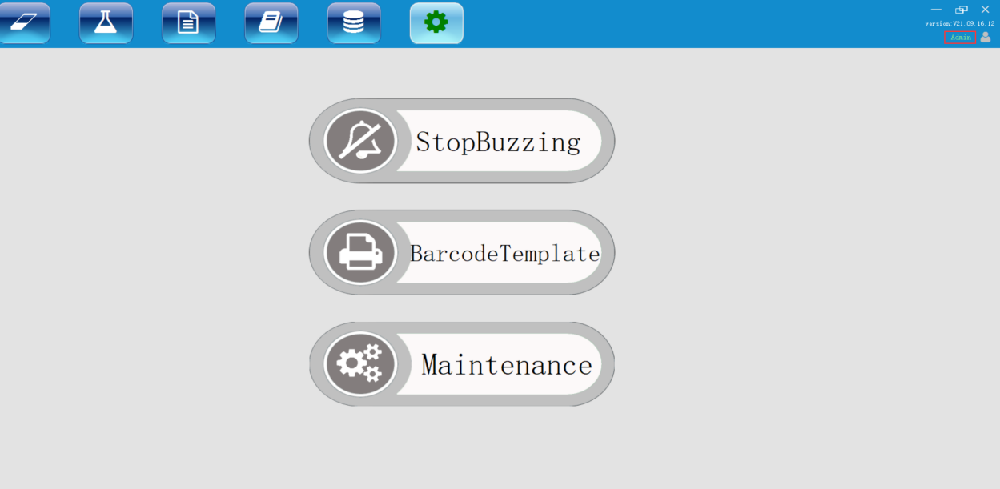 version:V21.09.16.12
Admin
StopBuzzing
BarcodeTemplate
Maintenance